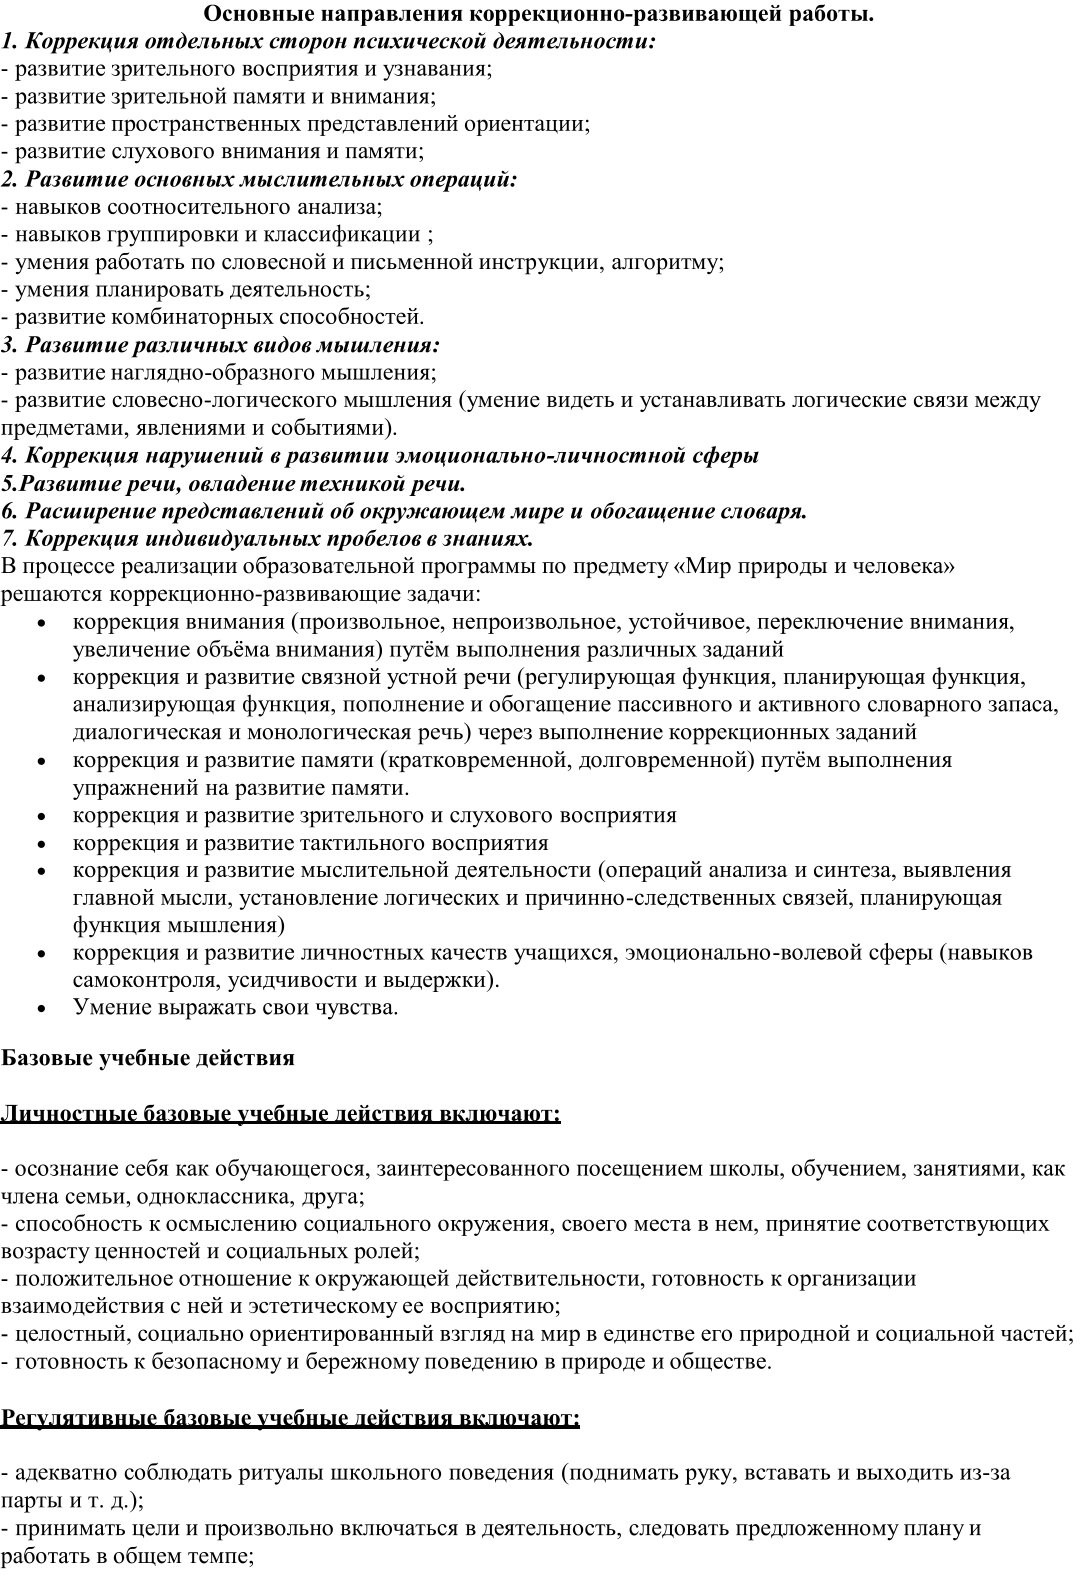 Основные направления коррекционно-развивающей работы.
1. Коррекция отдельных сторон психической деятельности:
- развитие зрительного восприятия и узнавания;
- развитие зрительной памяти и внимания;
- развитие пространственных представлений ориентации;
- развитие слухового внимания и памяти;
2. Развитие основных мыслительных операций:
- навыков соотносительного анализа;
- навыков группировки и классификации ;
- умения работать по словесной и письменной инструкции, алгоритму;
- умения планировать деятельность;
- развитие комбинаторных способностей.
3. Развитие различных видов мышления:
- развитие наглядно-образного мышления;
- развитие словесно-логического мышления (умение видеть и устанавливать логические связи между
предметами, явлениями и событиями).
4. Коррекция нарушений в развитии эмоционально-личностной сферы
5.Развитие речи, овладение техникой речи.
6. Расширение представлений об окружающем мире и обогащение словаря.
7. Коррекция индивидуальных пробелов в знаниях.
В процессе реализации образовательной программы по предмету «Мир природы и человека»
решаются коррекционно-развивающие задачи:
• коррекция внимания (произвольное, непроизвольное, устойчивое, переключение внимания,
увеличение объёма внимания) путём выполнения различных заданий
• коррекция и развитие связной устной речи (регулирующая функция, планирующая функция,
анализирующая функция, пополнение и обогащение пассивного и активного словарного запаса,
диалогическая и монологическая речь) через выполнение коррекционных заданий
• коррекция и развитие памяти (кратковременной, долговременной) путём выполнения
упражнений на развитие памяти.
• коррекция и развитие зрительного и слухового восприятия
• коррекция и развитие тактильного восприятия
• коррекция и развитие мыслительной деятельности (операций анализа и синтеза, выявления
главной мысли, установление логических и причинно-следственных связей, планирующая
функция мышления)
• коррекция и развитие личностных качеств учащихся, эмоционально-волевой сферы (навыков
самоконтроля, усидчивости и выдержки).
• Умение выражать свои чувства.
Базовые учебные действия
Личностные базовые учебные действия включают:
- осознание себя как обучающегося, заинтересованного посещением школы, обучением, занятиями, как
члена семьи, одноклассника, друга;
- способность к осмыслению социального окружения, своего места в нем, принятие соответствующих
возрасту ценностей и социальных ролей;
- положительное отношение к окружающей действительности, готовность к организации
взаимодействия с ней и эстетическому ее восприятию;
- целостный, социально ориентированный взгляд на мир в единстве его природной и социальной частей;
- готовность к безопасному и бережному поведению в природе и обществе.
Регулятивные базовые учебные действия включают:
- адекватно соблюдать ритуалы школьного поведения (поднимать руку, вставать и выходить из-за
парты и т. д.);
- принимать цели и произвольно включаться в деятельность, следовать предложенному плану и
работать в общем темпе;